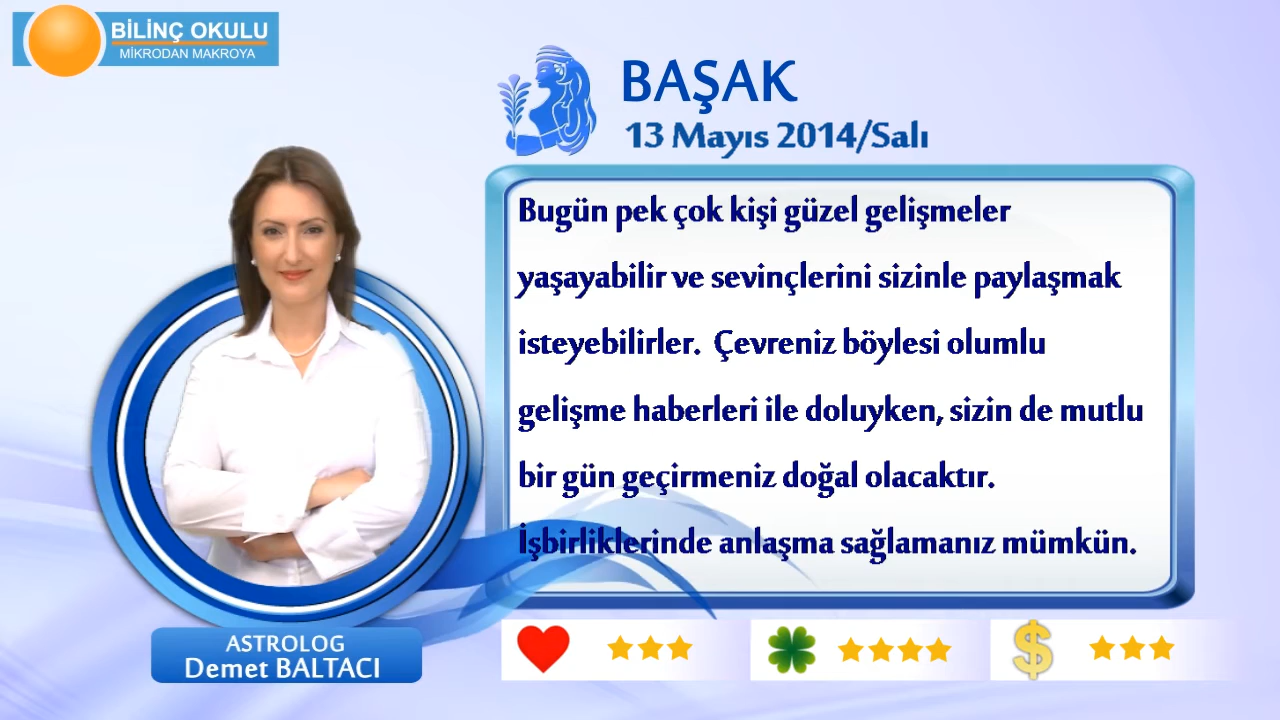 BİLİNÇ OKULU
MİKRODAN MAKROYA
BAŞAK
13 Mayıs 2014/Salı
Bugün pek çok kişi güzel gelişmeler
yaşayabilir ve sevinçlerini sizinle paylaşmak
isteyebilirler.  Çevreniz böylesi olumlu
gelişme haberleri ile doluyken, sizin de mutlu
bir gün geçirmeniz doğal olacaktır.
İşbirliklerinde anlaşma sağlamanız mümkün.
ASTROLOG
Demet BALTACI
$